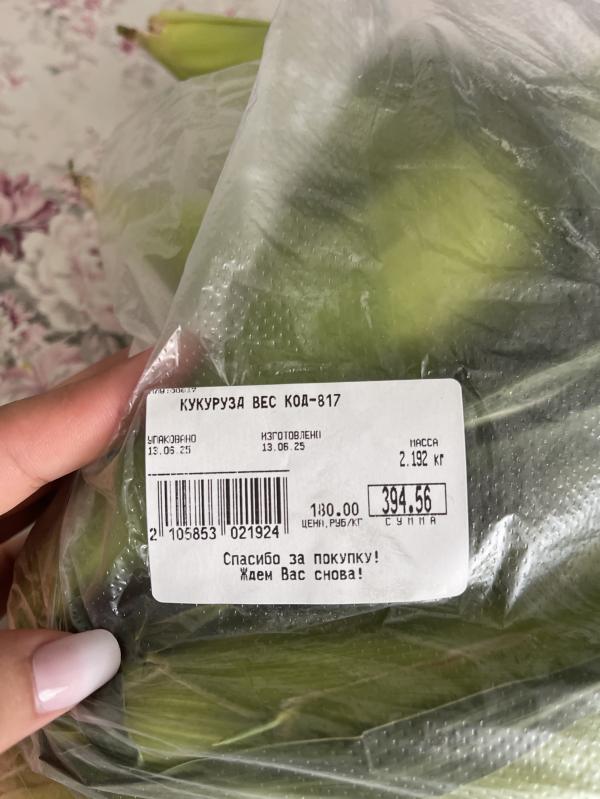 КУКУРУЗА ВЕС КОД-817
УПАКОВАНО
13.06.25
ИЗГОТОВЛЕНО
13.06.25
МАССА
2.192 кг
2 105853 021924
180.00
ЦЕНА, РУБ/КГ
394.56
СУММА
Спасибо за покупку!
Ждем Вас снова!